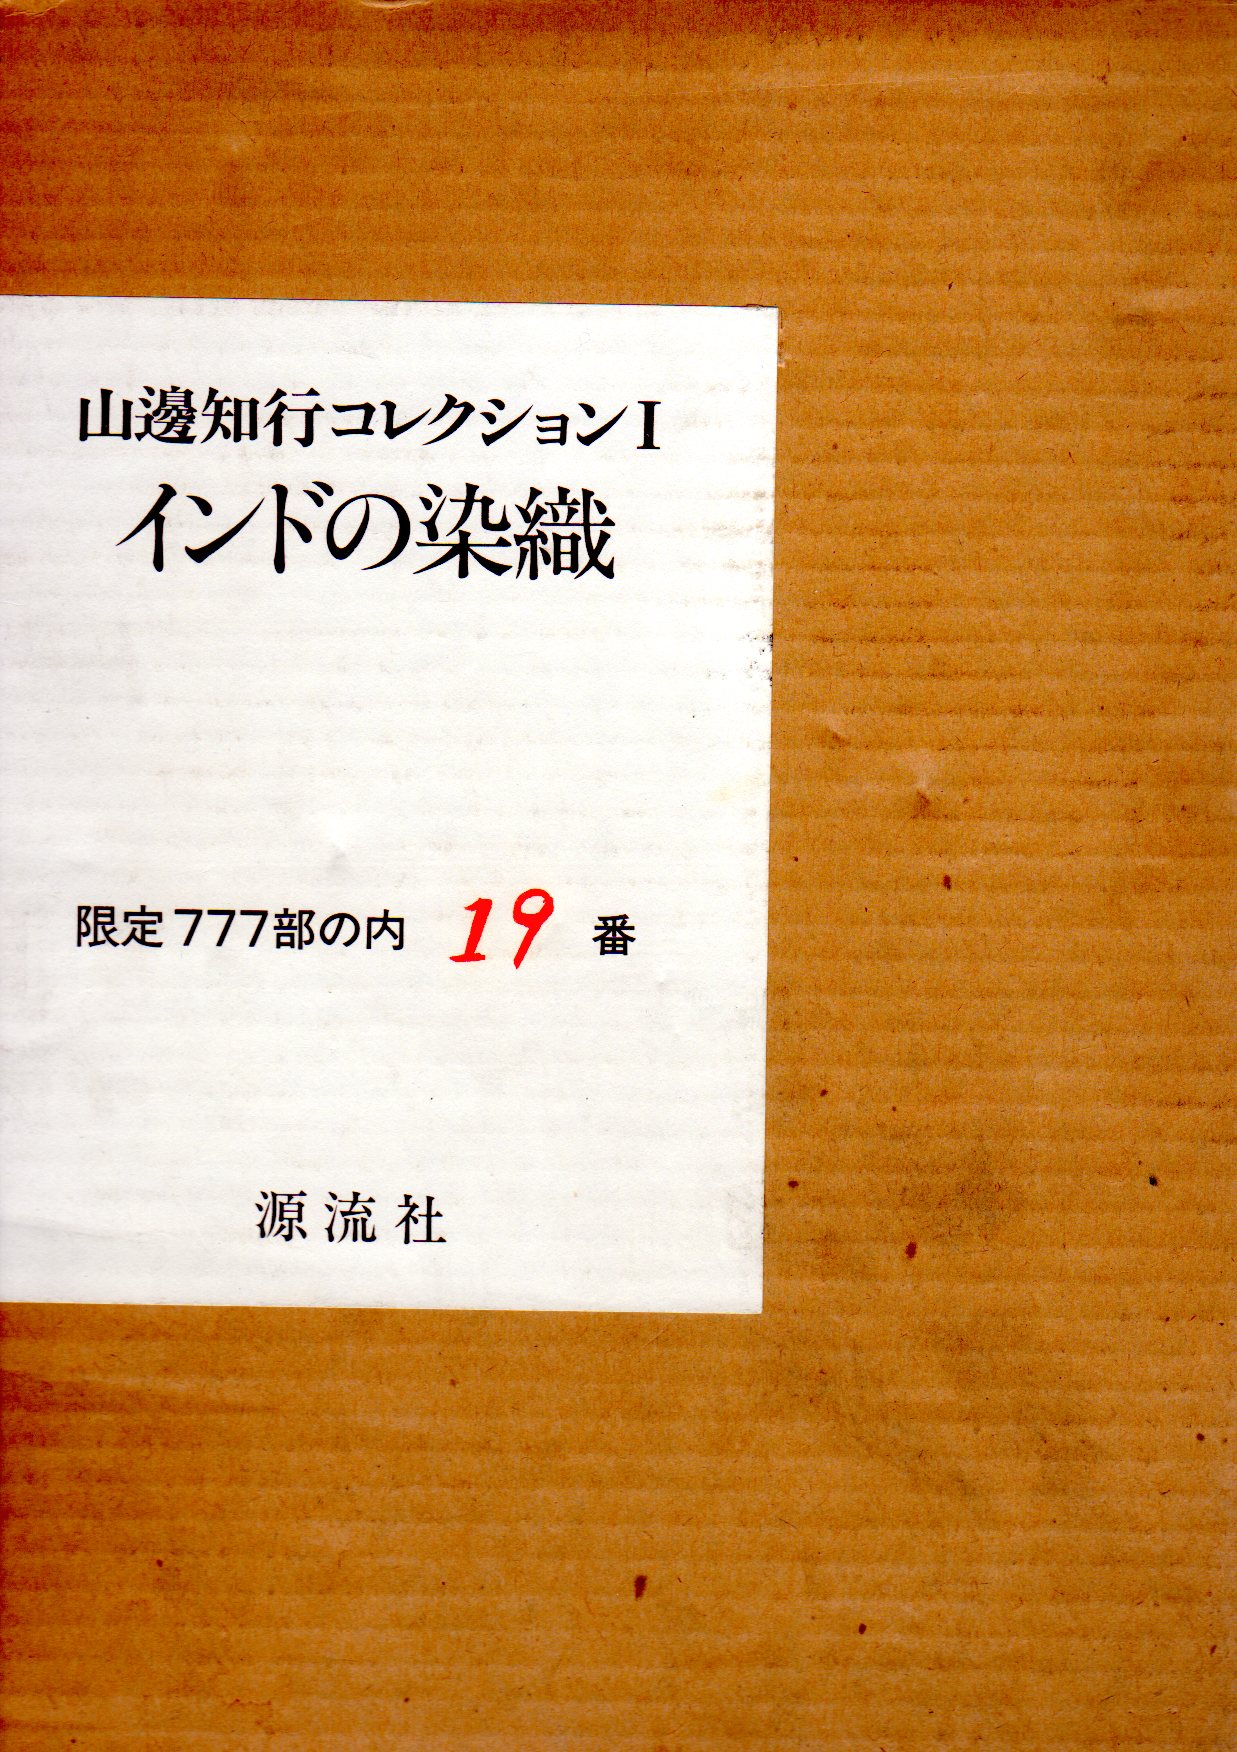 山邊知行コレクションI
インドの染織
限定777部の内 19 番
源流社